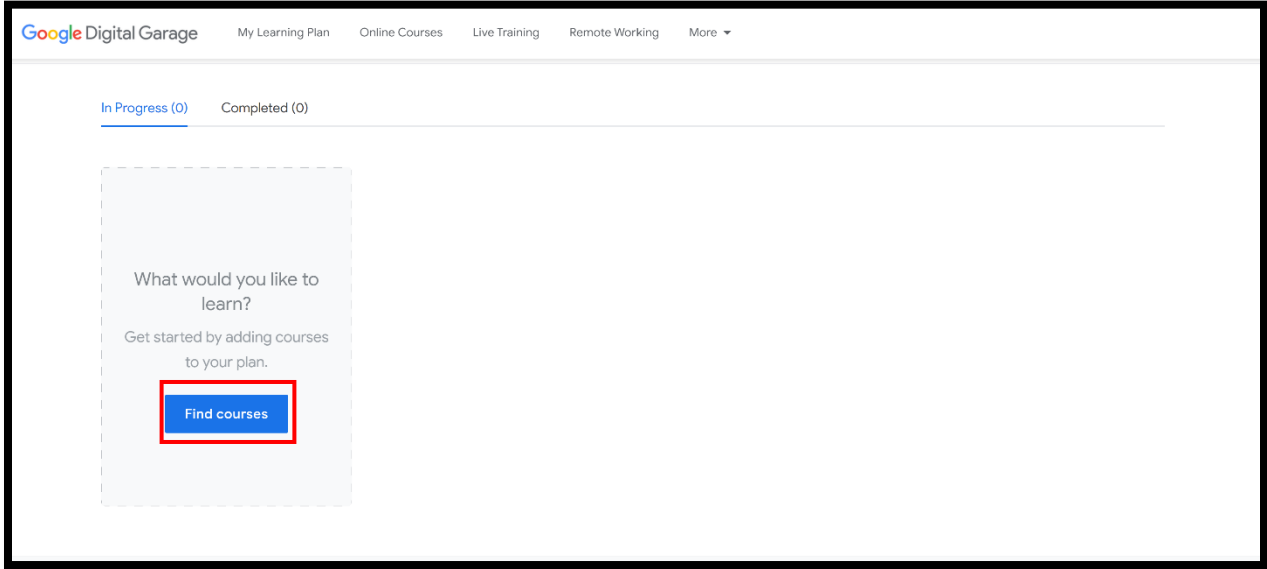 Google Digital Garage My Learning Plan Online Courses Live Training Remote Working More
In Progress (0) Completed (0)
What would you like to
learn?
Get started by adding courses
to your plan.
Find courses